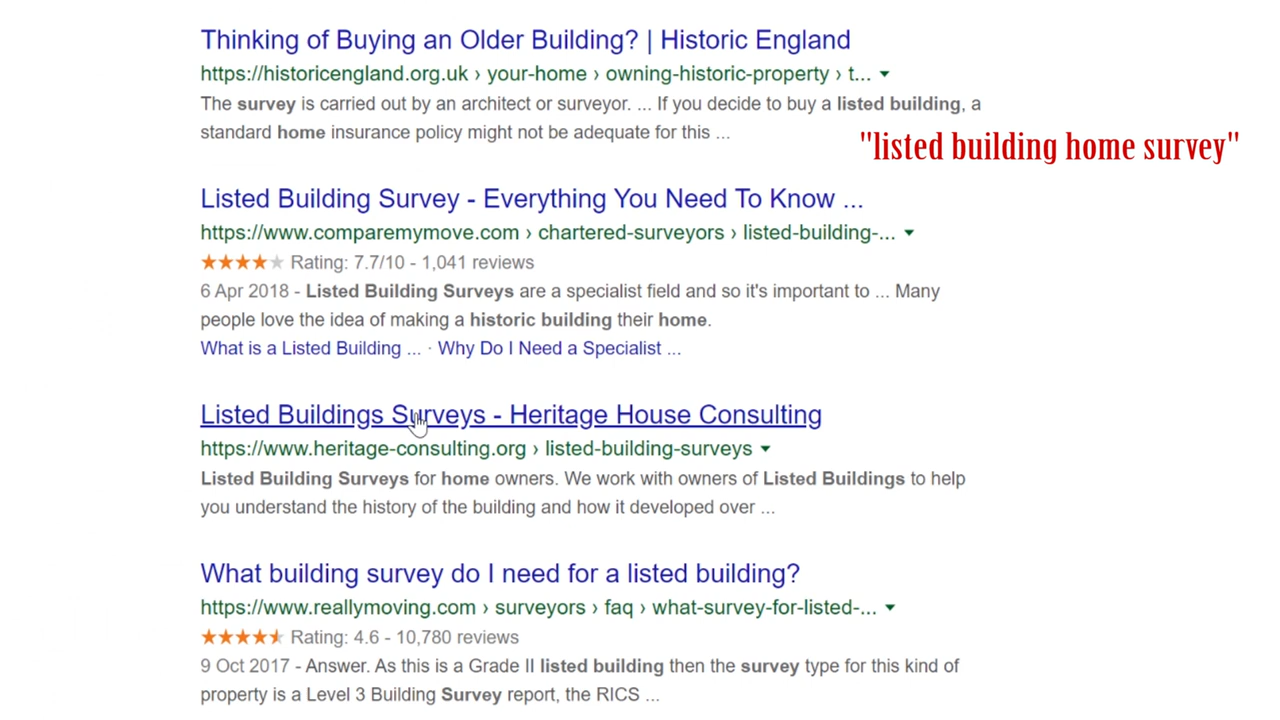 Thinking of Buying an Older Building? | Historic England
https://historicengland.org.uk › your-home › owning-historic-property › t...
The survey is carried out by an architect or surveyor. ... If you decide to buy a listed building, a
standard home insurance policy might not be adequate for this ...
"listed building home survey"
Listed Building Survey - Everything You Need To Know ...
https://www.comparemymove.com › chartered-surveyors › listed-building-...
Rating: 7.7/10 - 1,041 reviews
6 Apr 2018 - Listed Building Surveys are a specialist field and so it's important to ... Many
people love the idea of making a historic building their home.
What is a Listed Building ... · Why Do I Need a Specialist ...
Listed Buildings Surveys - Heritage House Consulting
https://www.heritage-consulting.org › listed-building-surveys
Listed Building Surveys for home owners. We work with owners of Listed Buildings to help
you understand the history of the building and how it developed over ...
What building survey do I need for a listed building?
https://www.reallymoving.com › surveyors › faq › what-survey-for-listed-...
Rating: 4.6 - 10,780 reviews
9 Oct 2017 - Answer. As this is a Grade II listed building then the survey type for this kind of
property is a Level 3 Building Survey report, the RICS ...